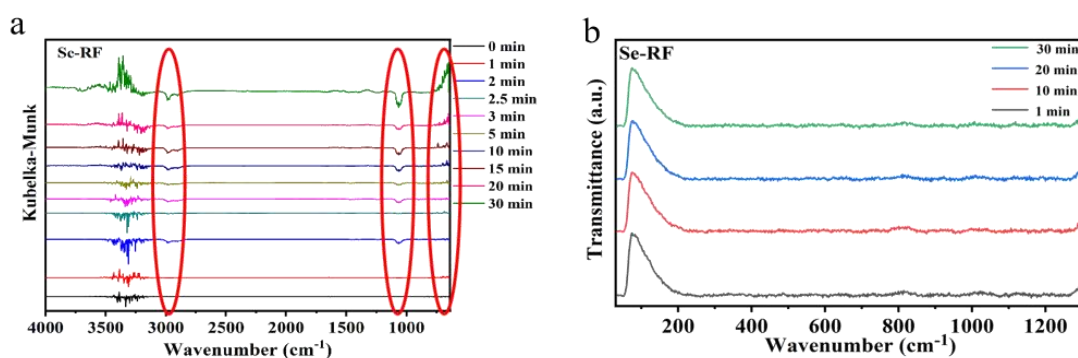 a
Se-RF
0 min
1 min
2 min
2.5 min
3 min
5 min
10 min
15 min
20 min
30 min
Kubelka-Munk
4000 3500 3000 2500 2000 1500 1000
Wavenumber (cm-1)
b
Se-RF
30 min
20 min
10 min
1 min
Transmittance (a.u.)
200 400 600 800 1000 1200
Wavenumber (cm-1)